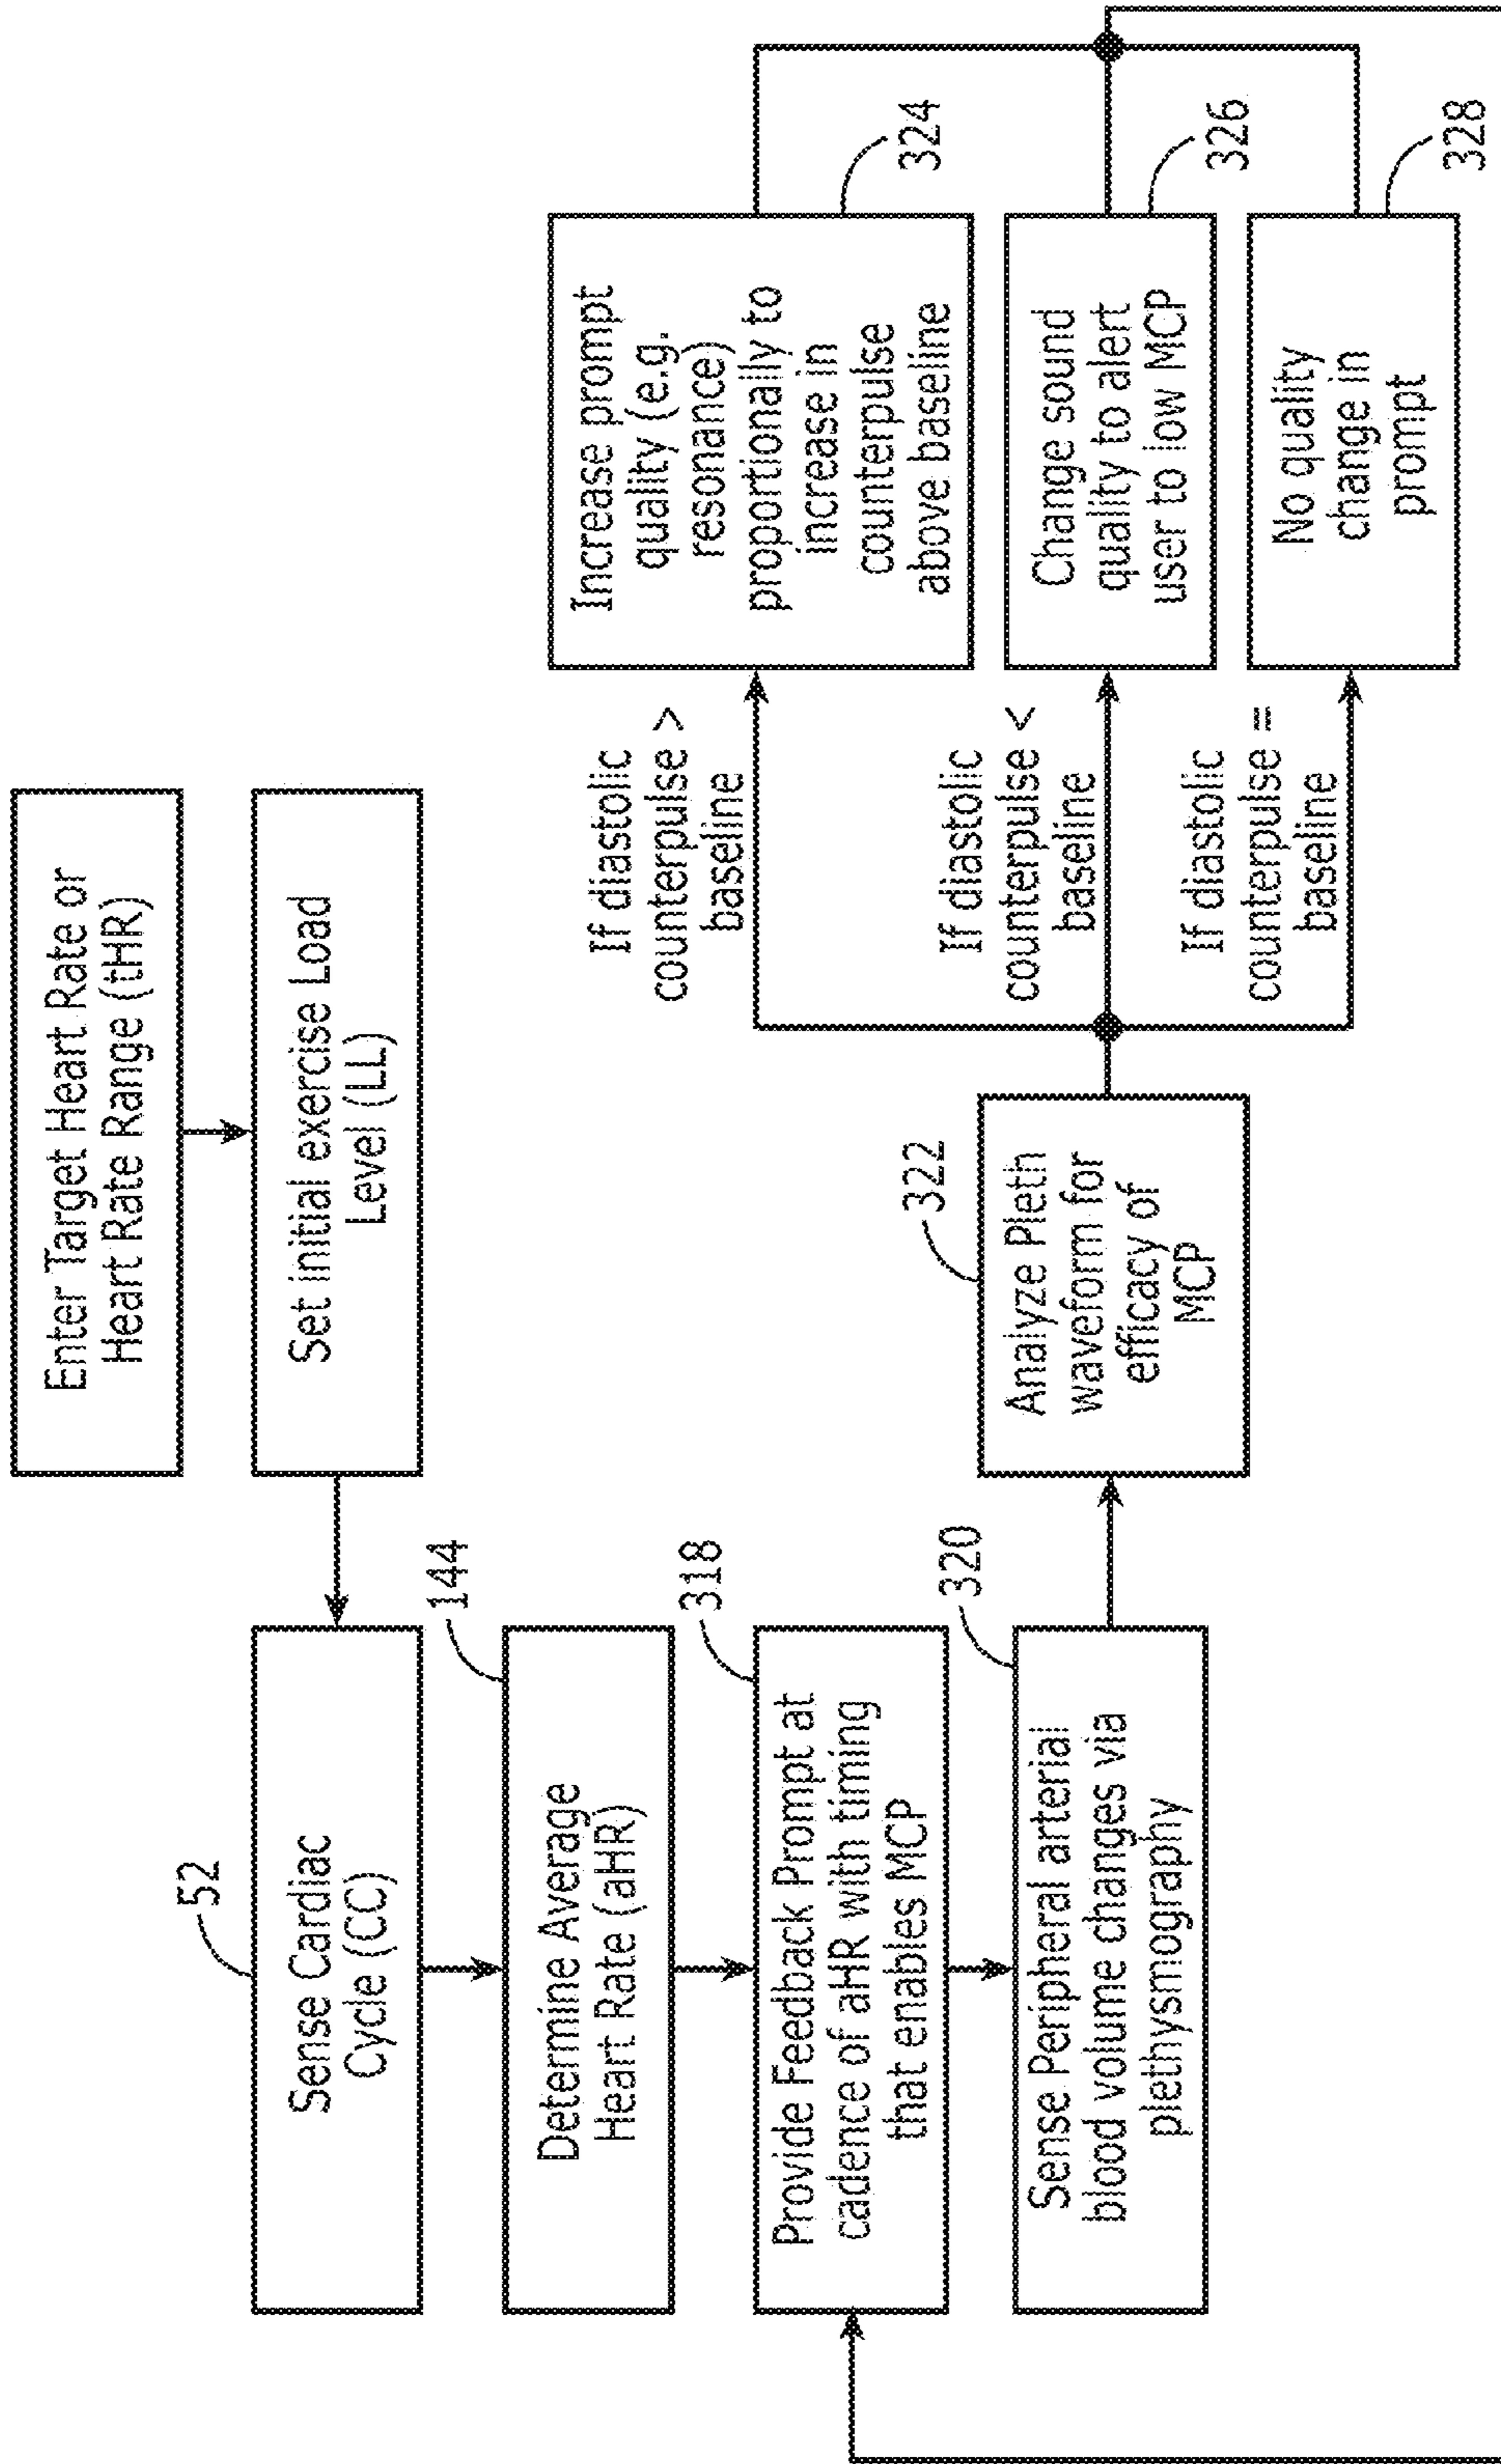 Enter Target Heart Rate or
Heart Rate Range (tHR)
Set initial exercise Load
Level (LL)
52
Sense Cardiac
Cycle (CC)
144
Determine Average
Heart Rate (aHR)
318
Provide Feedback Prompt at
cadence of aHR with timing
that enables MCP
320
Sense Peripheral arterial
blood volume changes via
plethysmography
322
Analyze Pleth
waveform for
efficacy of
MCP
If diastolic
counterpulse >
baseline
Increase prompt
quality (e.g.
resonance)
proportionally to
increase in
counterpulse
above baseline
324
If diastolic
counterpulse <
baseline
Change sound
quality to alert
user to low MCP
326
If diastolic
counterpulse =
baseline
No quality
change in
prompt
328